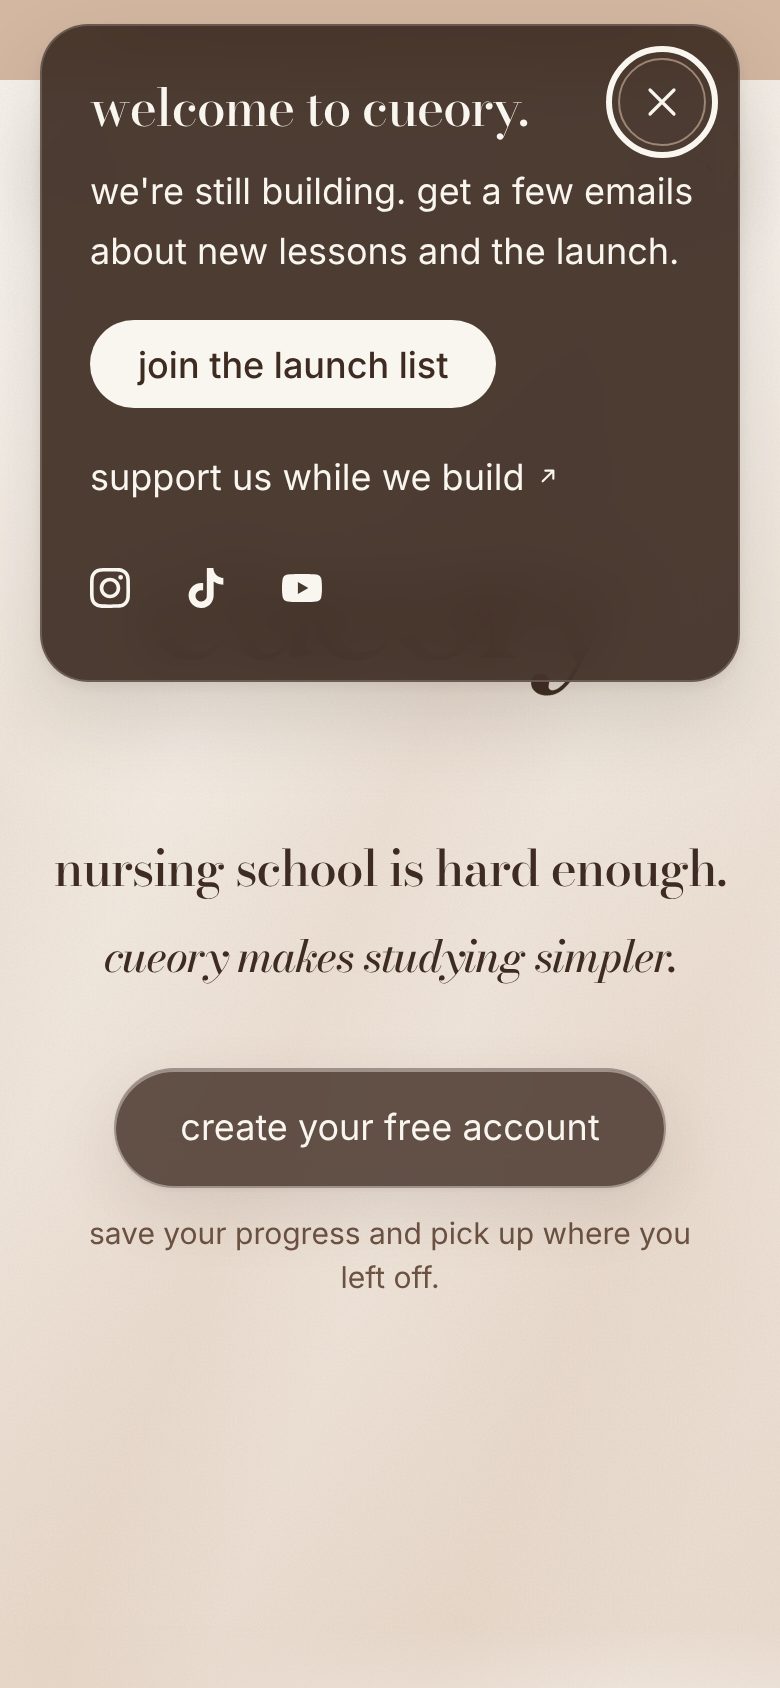 welcome to cueory.
we're still building. get a few emails
about new lessons and the launch.
join the launch list
support us while we build ↗
nursing school is hard enough.
cueory makes studying simpler.
create your free account
save your progress and pick up where you
left off.